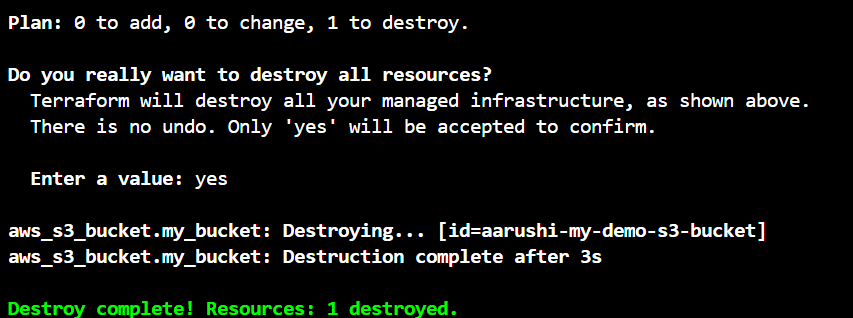 Plan: 0 to add, 0 to change, 1 to destroy.
Do you really want to destroy all resources?
Terraform will destroy all your managed infrastructure, as shown above.
There is no undo. Only 'yes' will be accepted to confirm.
Enter a value: yes
aws_s3_bucket.my_bucket: Destroying... [id=aarushi-my-demo-s3-bucket]
aws_s3_bucket.my_bucket: Destruction complete after 3s
Destroy complete! Resources: 1 destroyed.